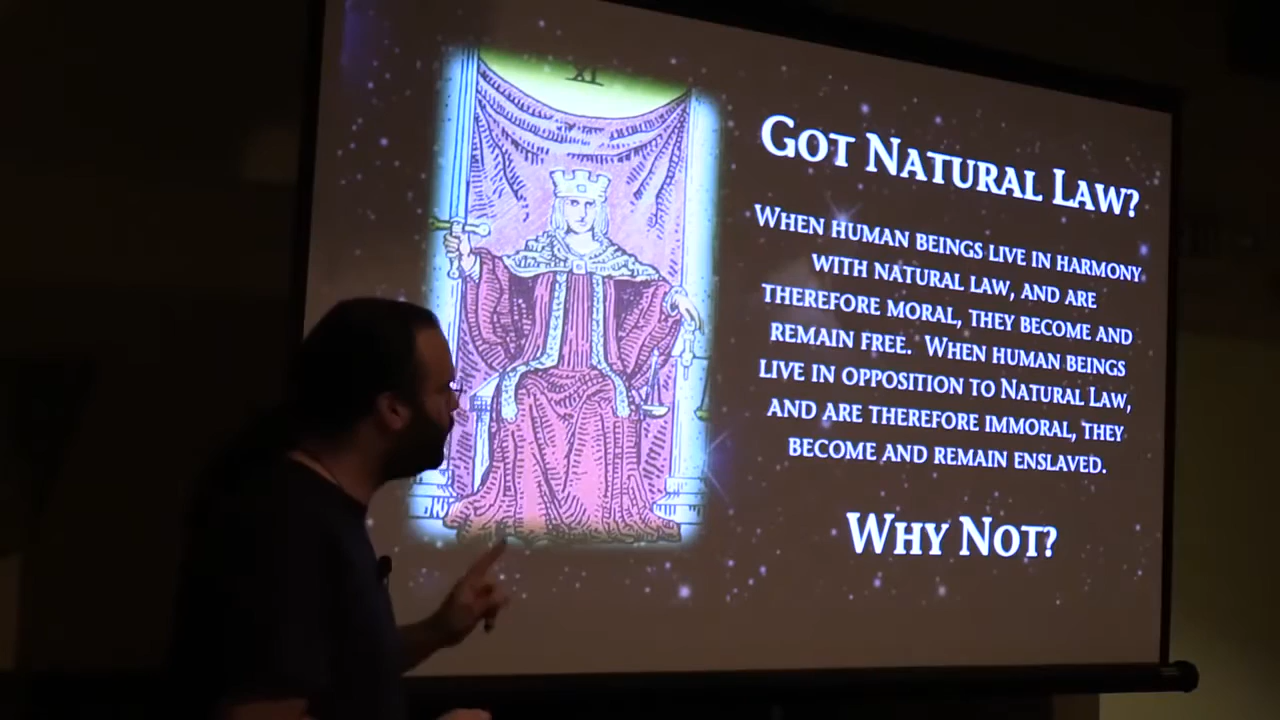 XI
GOT NATURAL LAW?
WHEN HUMAN BEINGS LIVE IN HARMONY
WITH NATURAL LAW, AND ARE
THEREFORE MORAL, THEY BECOME AND
REMAIN FREE. WHEN HUMAN BEINGS
LIVE IN OPPOSITION TO NATURAL LAW,
AND ARE THEREFORE IMMORAL, THEY
BECOME AND REMAIN ENSLAVED.
WHY NOT?